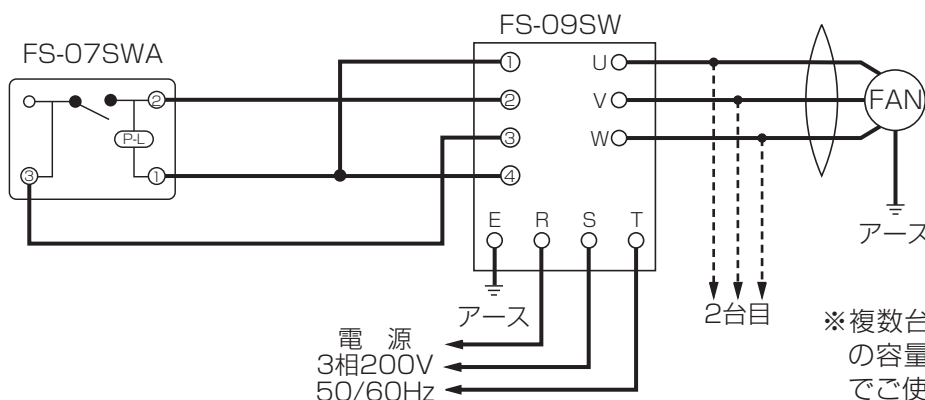 FS-09SW
FS-07SWA
② P-L ③ ①
① ② ③ ④
U V W
FAN
アース
E R S T
アース
2台目
電 源
3相200V
50/60Hz
※複数台
の容量
でご使